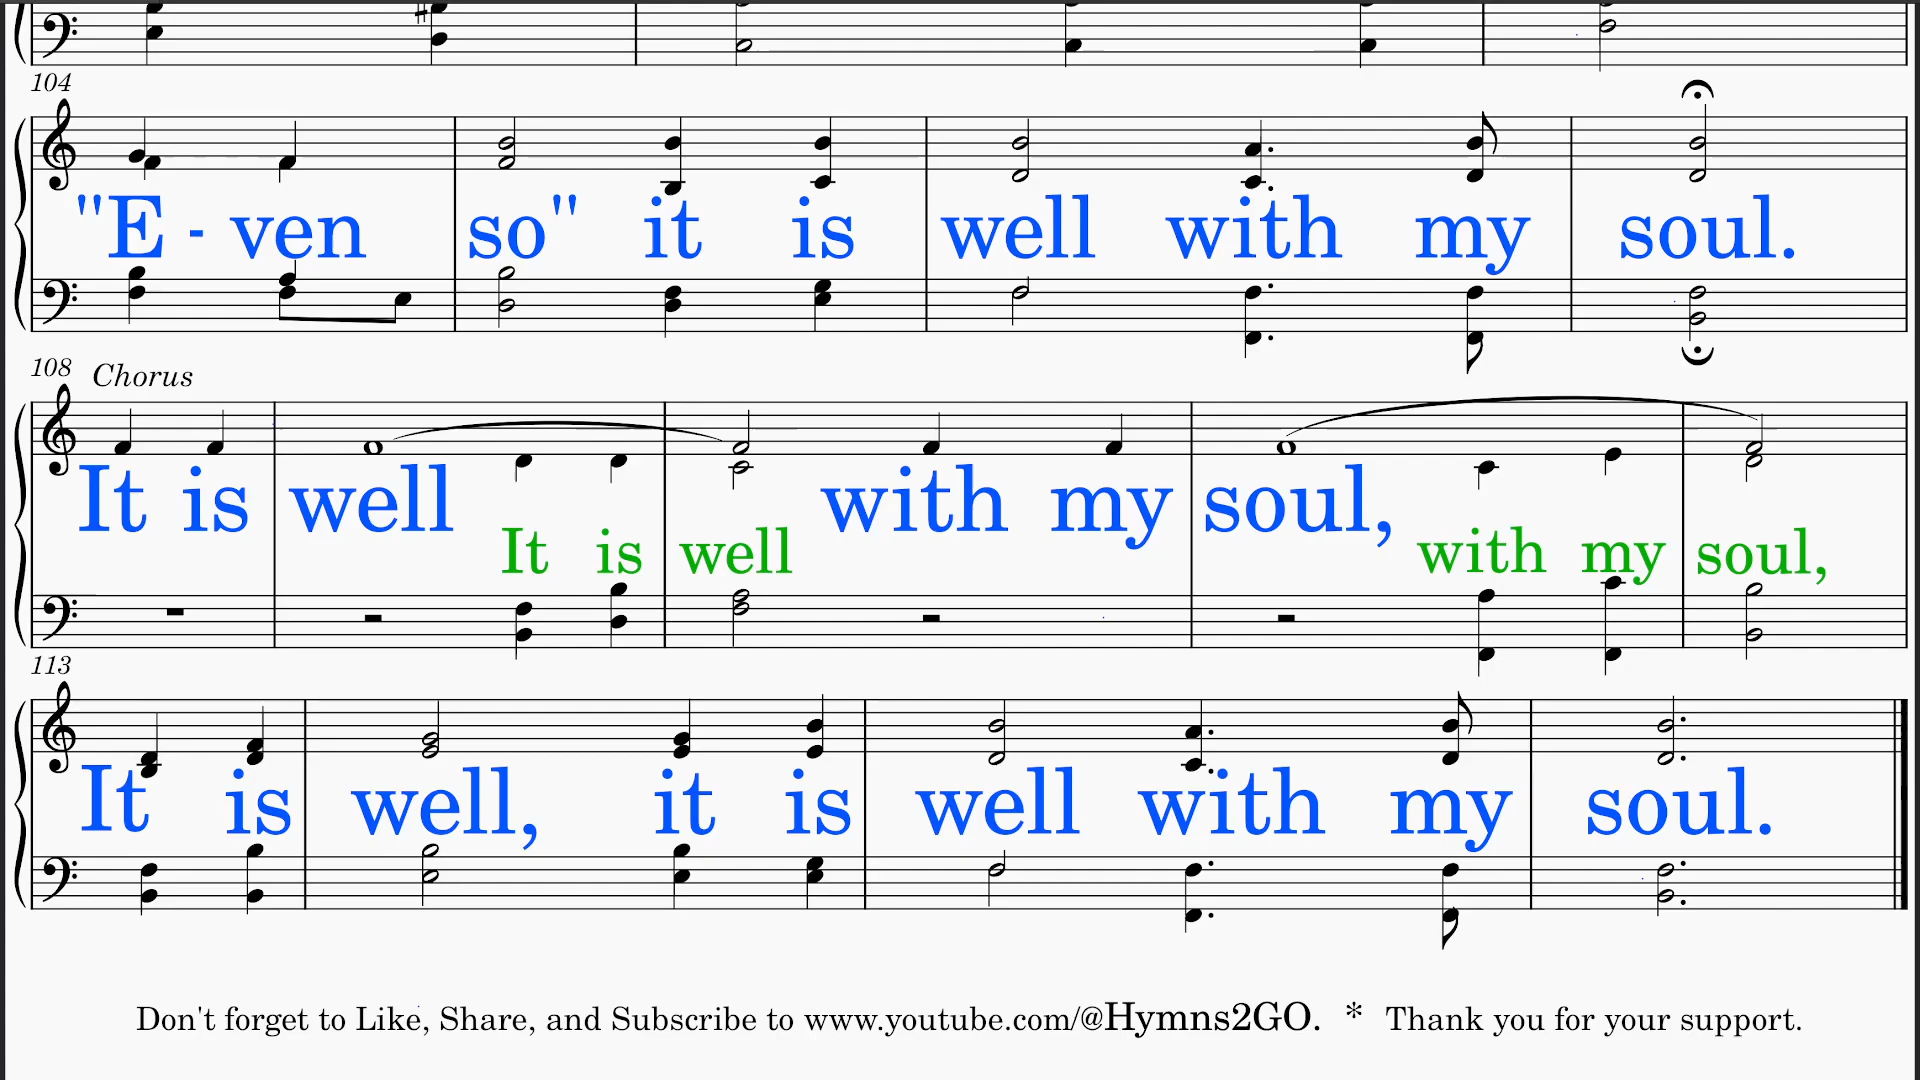 104
"E - ven so" it is well with my soul.
108 Chorus
It is well with my soul,
It is well with my soul,
113
It is well, it is well with my soul.
Don't forget to Like, Share, and Subscribe to www.youtube.com/@Hymns2GO. * Thank you for your support.